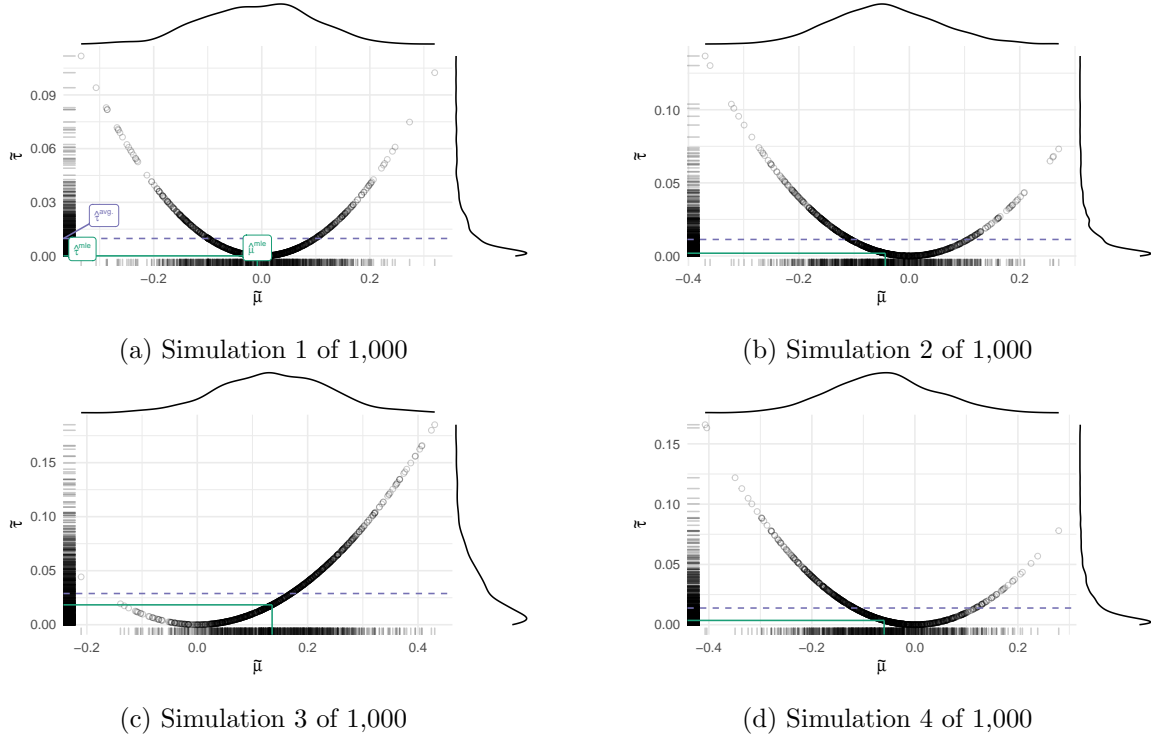 0.09
0.06
τ̃
τ̂ᵃᵛᵍ·
0.03
τ̂ᵐˡᵉ
μ̂ᵐˡᵉ
0.00
−0.2 0.0 0.2
μ̃
(a) Simulation 1 of 1,000
0.10
τ̃
0.05
0.00
−0.4 −0.2 0.0 0.2
μ̃
(b) Simulation 2 of 1,000
0.15
0.10
τ̃
0.05
0.00
−0.2 0.0 0.2 0.4
μ̃
(c) Simulation 3 of 1,000
0.15
0.10
τ̃
0.05
0.00
−0.4 −0.2 0.0 0.2
μ̃
(d) Simulation 4 of 1,000